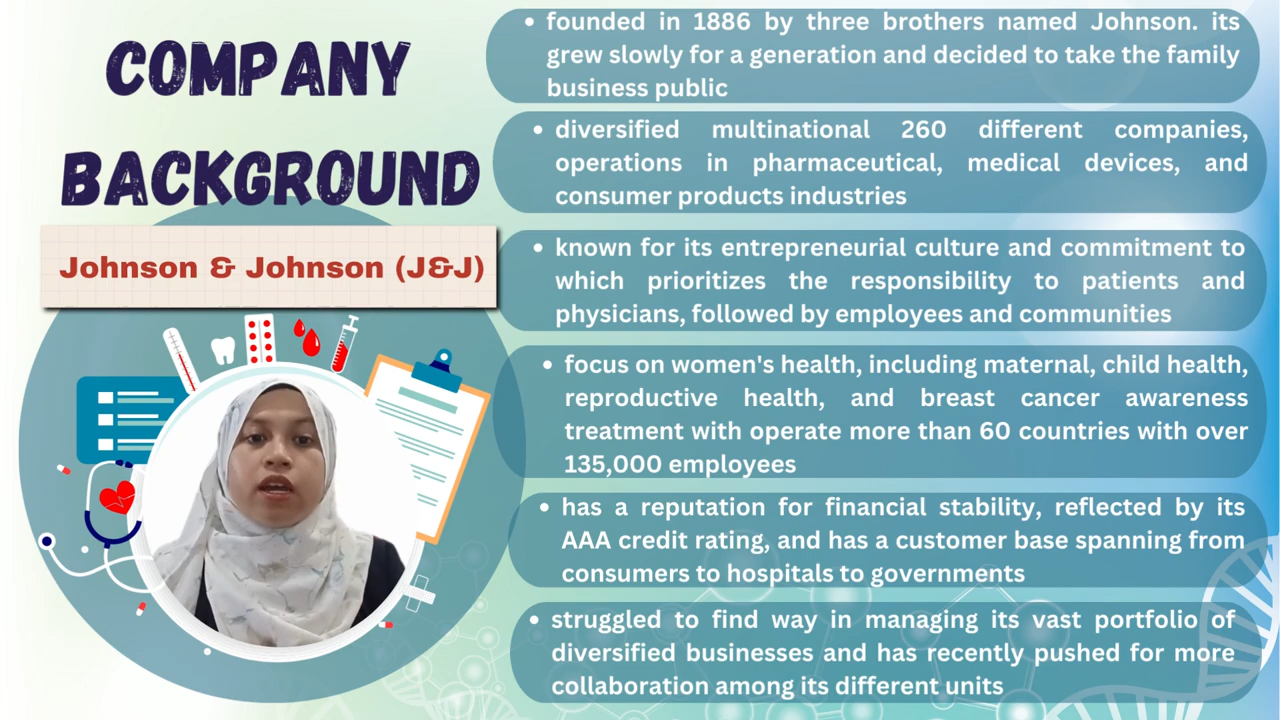 COMPANY
BACKGROUND
Johnson & Johnson (J&J)
• founded in 1886 by three brothers named Johnson. its
grew slowly for a generation and decided to take the family
business public
• diversified multinational 260 different companies,
operations in pharmaceutical, medical devices, and
consumer products industries
• known for its entrepreneurial culture and commitment to
which prioritizes the responsibility to patients and
physicians, followed by employees and communities
• focus on women's health, including maternal, child health,
reproductive health, and breast cancer awareness
treatment with operate more than 60 countries with over
135,000 employees
• has a reputation for financial stability, reflected by its
AAA credit rating, and has a customer base spanning from
consumers to hospitals to governments
• struggled to find way in managing its vast portfolio of
diversified businesses and has recently pushed for more
collaboration among its different units